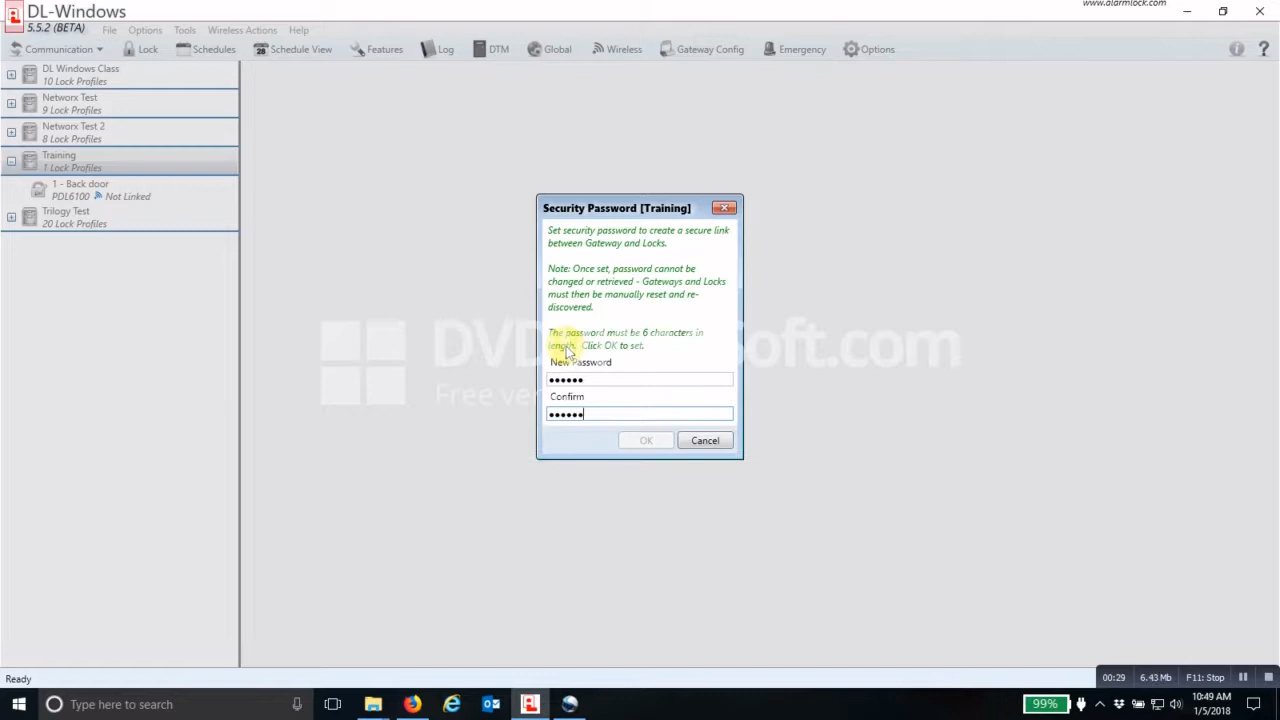 DL-Windows
5.5.2 (BETA)
www.alarmlock.com
File Options Tools Wireless Actions Help
Communication Lock Schedules 28 Schedule View Features Log DTM Global Wireless Gateway Config Emergency Options
DL Windows Class
10 Lock Profiles
Networx Test
9 Lock Profiles
Networx Test 2
8 Lock Profiles
Training
1 Lock Profiles
1 - Back door
PDL6100 Not Linked
Trilogy Test
20 Lock Profiles
Security Password [Training]
Set security password to create a secure link
between Gateway and Locks.
Note: Once set, password cannot be
changed or retrieved - Gateways and Locks
must then be manually reset and re-
discovered.
The password must be 6 characters in
length. Click OK to set.
New Password
••••••
Confirm
••••••
OK Cancel
DVD Soft.com
Free ve
Ready
00:29 6.43 Mb F11: Stop
Type here to search
99%
10:49 AM
1/5/2018